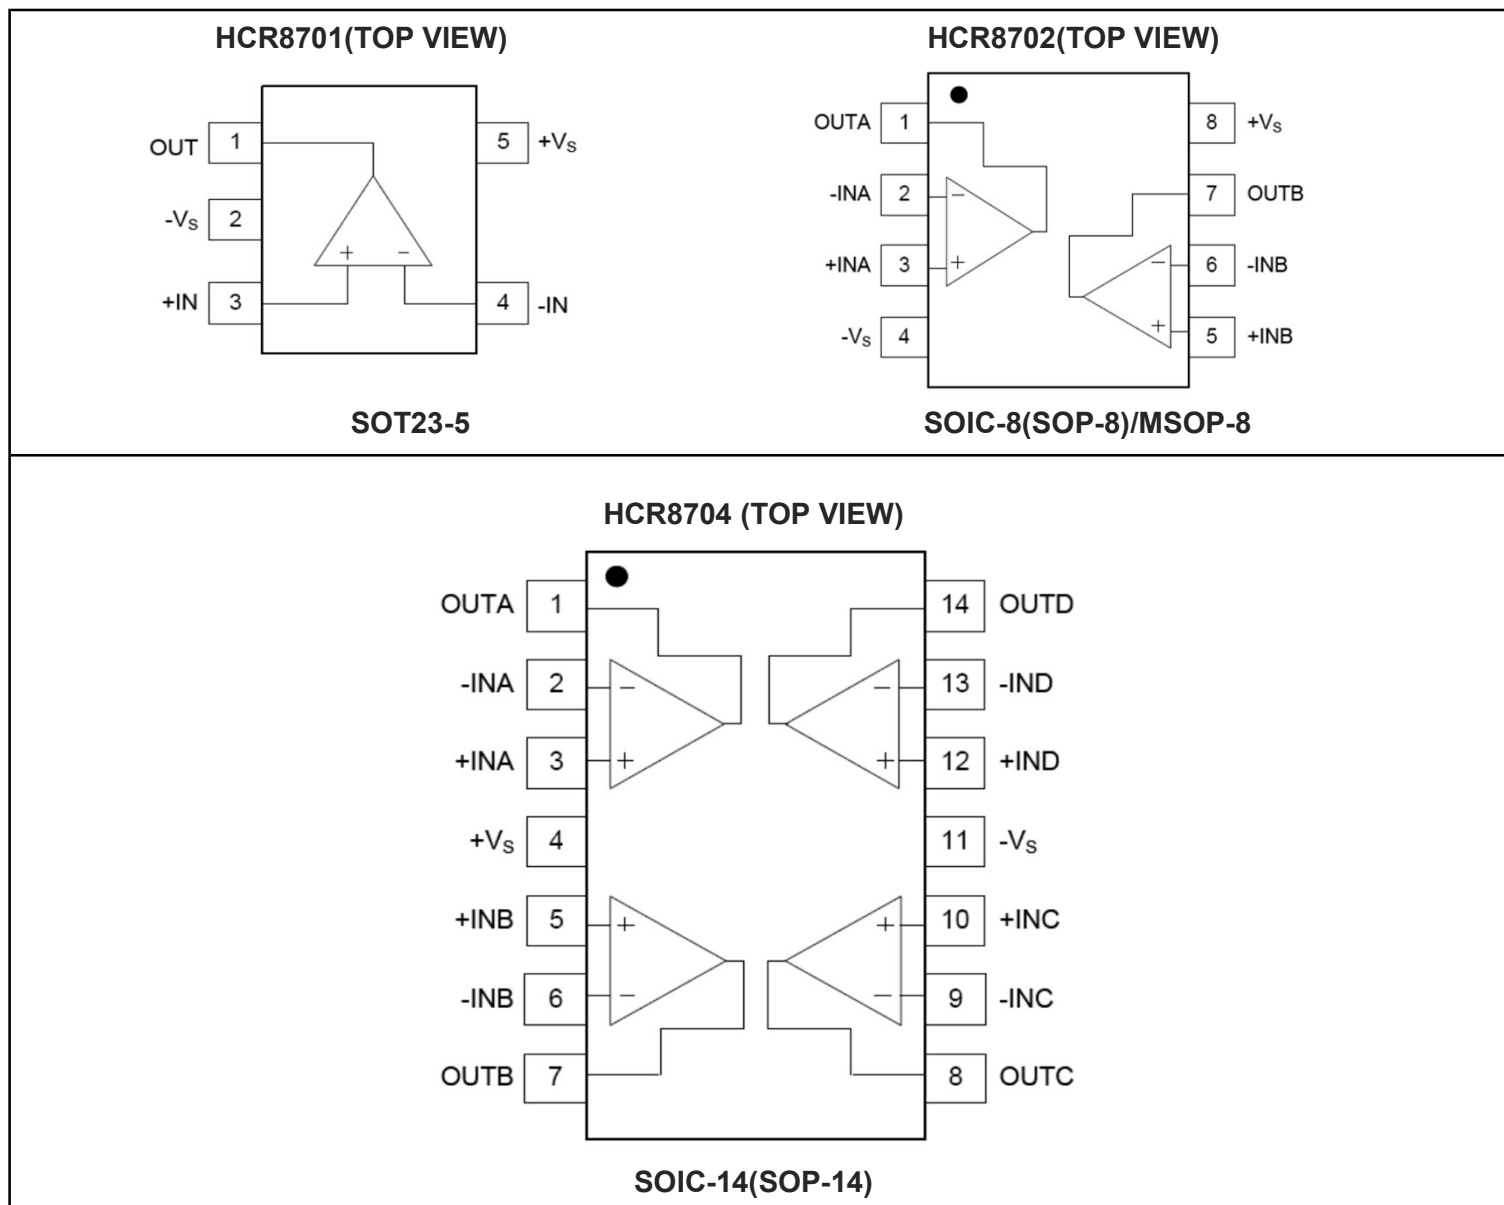 HCR8701(TOP VIEW)
OUT 1 5 +VS
-VS 2
+ −
+IN 3 4 -IN
SOT23-5
HCR8702(TOP VIEW)
OUTA 1 8 +VS
-INA 2 − 7 OUTB
+INA 3 + − 6 -INB
-VS 4 + 5 +INB
SOIC-8(SOP-8)/MSOP-8
HCR8704 (TOP VIEW)
OUTA 1 14 OUTD
-INA 2 − − 13 -IND
+INA 3 + + 12 +IND
+VS 4 11 -VS
+INB 5 + + 10 +INC
-INB 6 − − 9 -INC
OUTB 7 8 OUTC
SOIC-14(SOP-14)